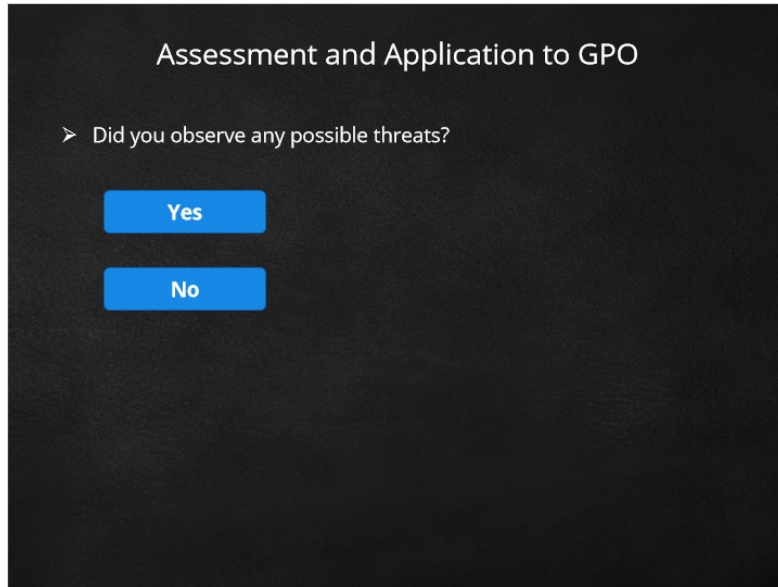 Assessment and Application to GPO
➢ Did you observe any possible threats?
Yes
No